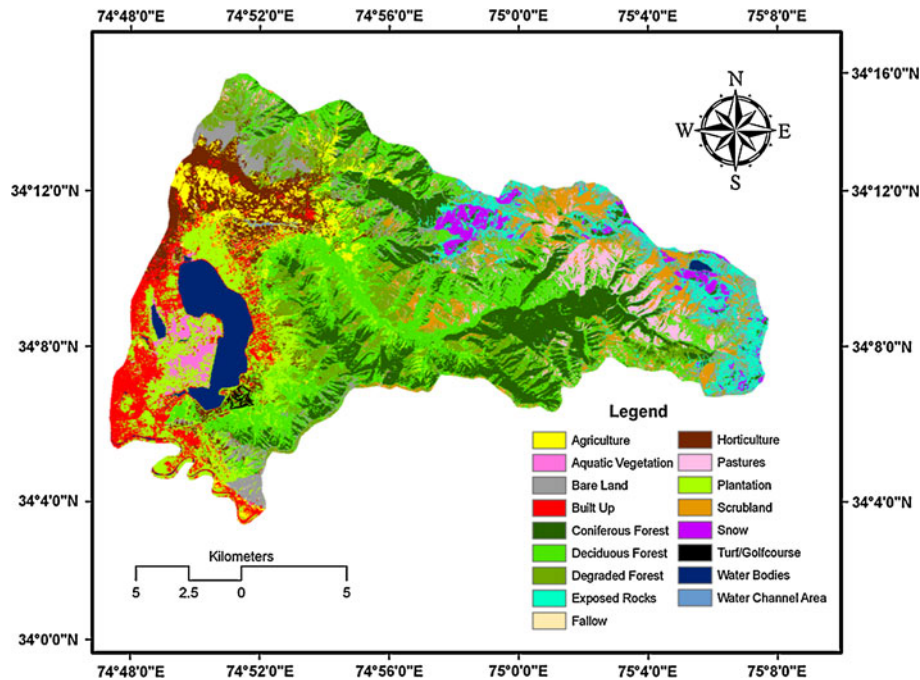 74°48'0"E 74°52'0"E 74°56'0"E 75°0'0"E 75°4'0"E 75°8'0"E
34°16'0"N
N
W E
S
34°12'0"N 34°12'0"N
34°8'0"N 34°8'0"N
Legend
Agriculture Horticulture
Aquatic Vegetation Pastures
Bare Land Plantation
Built Up Scrubland
Coniferous Forest Snow
Deciduous Forest Turf/Golfcourse
Degraded Forest Water Bodies
Exposed Rocks Water Channel Area
Fallow
34°4'0"N 34°4'0"N
Kilometers
5 2.5 0 5
34°0'0"N
74°48'0"E 74°52'0"E 74°56'0"E 75°0'0"E 75°4'0"E 75°8'0"E